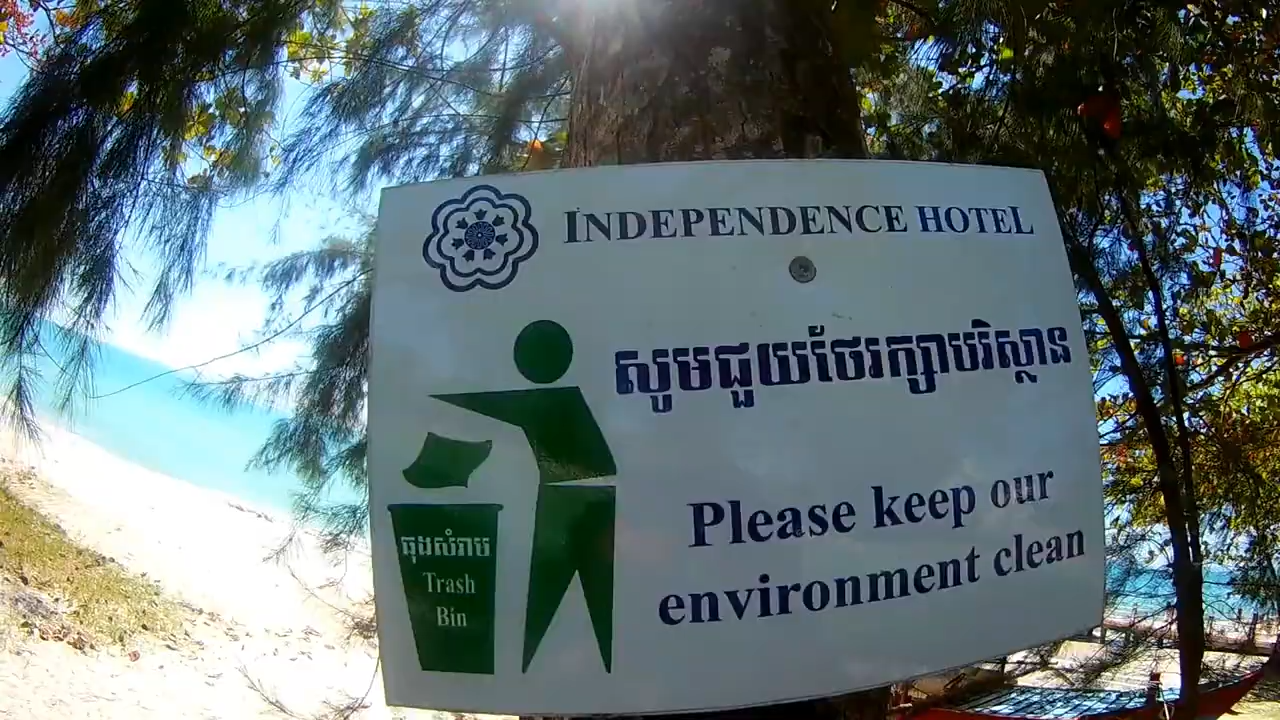 INDEPENDENCE HOTEL
សូមជួយថែរក្សាបរិស្ថាន
Please keep our
environment clean
ធុងសំរាម
Trash
Bin